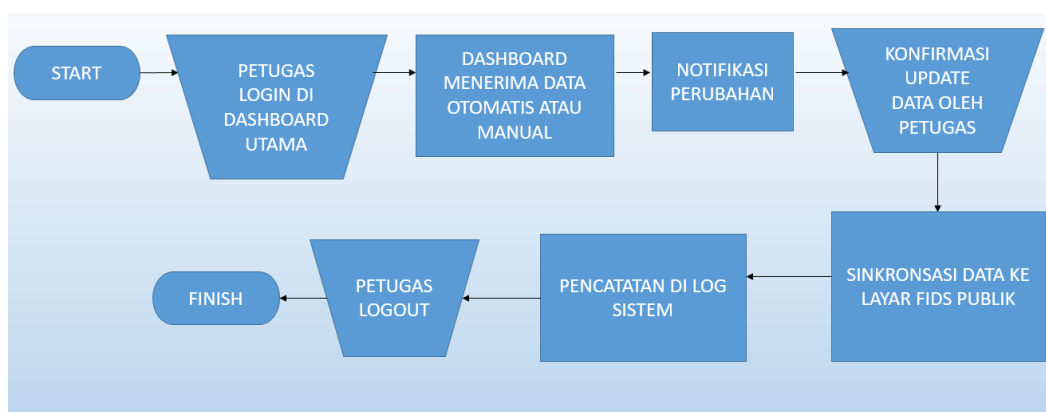 START
PETUGAS
LOGIN DI
DASHBOARD
UTAMA
DASHBOARD
MENERIMA DATA
OTOMATIS ATAU
MANUAL
NOTIFIKASI
PERUBAHAN
KONFIRMASI
UPDATE
DATA OLEH
PETUGAS
SINKRONSASI DATA KE
LAYAR FIDS PUBLIK
PENCATATAN DI LOG
SISTEM
PETUGAS
LOGOUT
FINISH